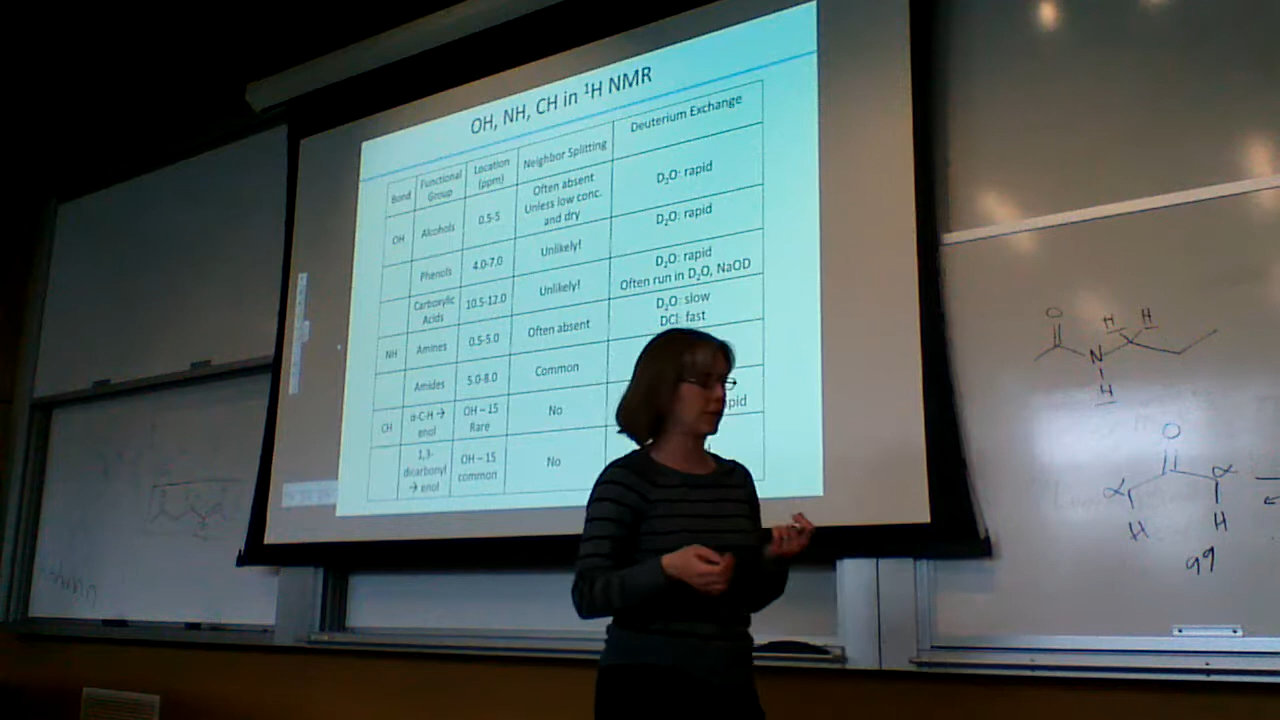 OH, NH, CH in ¹H NMR
Bond
Functional
Group
Location
(ppm)
Neighbor Splitting
Deuterium Exchange
OH
Alcohols
0.5-5
Often absent
Unless low conc.
and dry
D₂O: rapid
Phenols
4.0-7.0
Unlikely!
D₂O: rapid
Carboxylic
Acids
10.5-12.0
Unlikely!
D₂O: rapid
Often run in D₂O, NaOD
NH
Amines
0.5-5.0
Often absent
D₂O: slow
DCl: fast
Amides
5.0-8.0
Common
CH
α-C-H →
enol
OH – 15
Rare
No
1,3-
dicarbonyl
→ enol
OH – 15
common
No
O
H
H
N
H
O
α
α
H
H
99